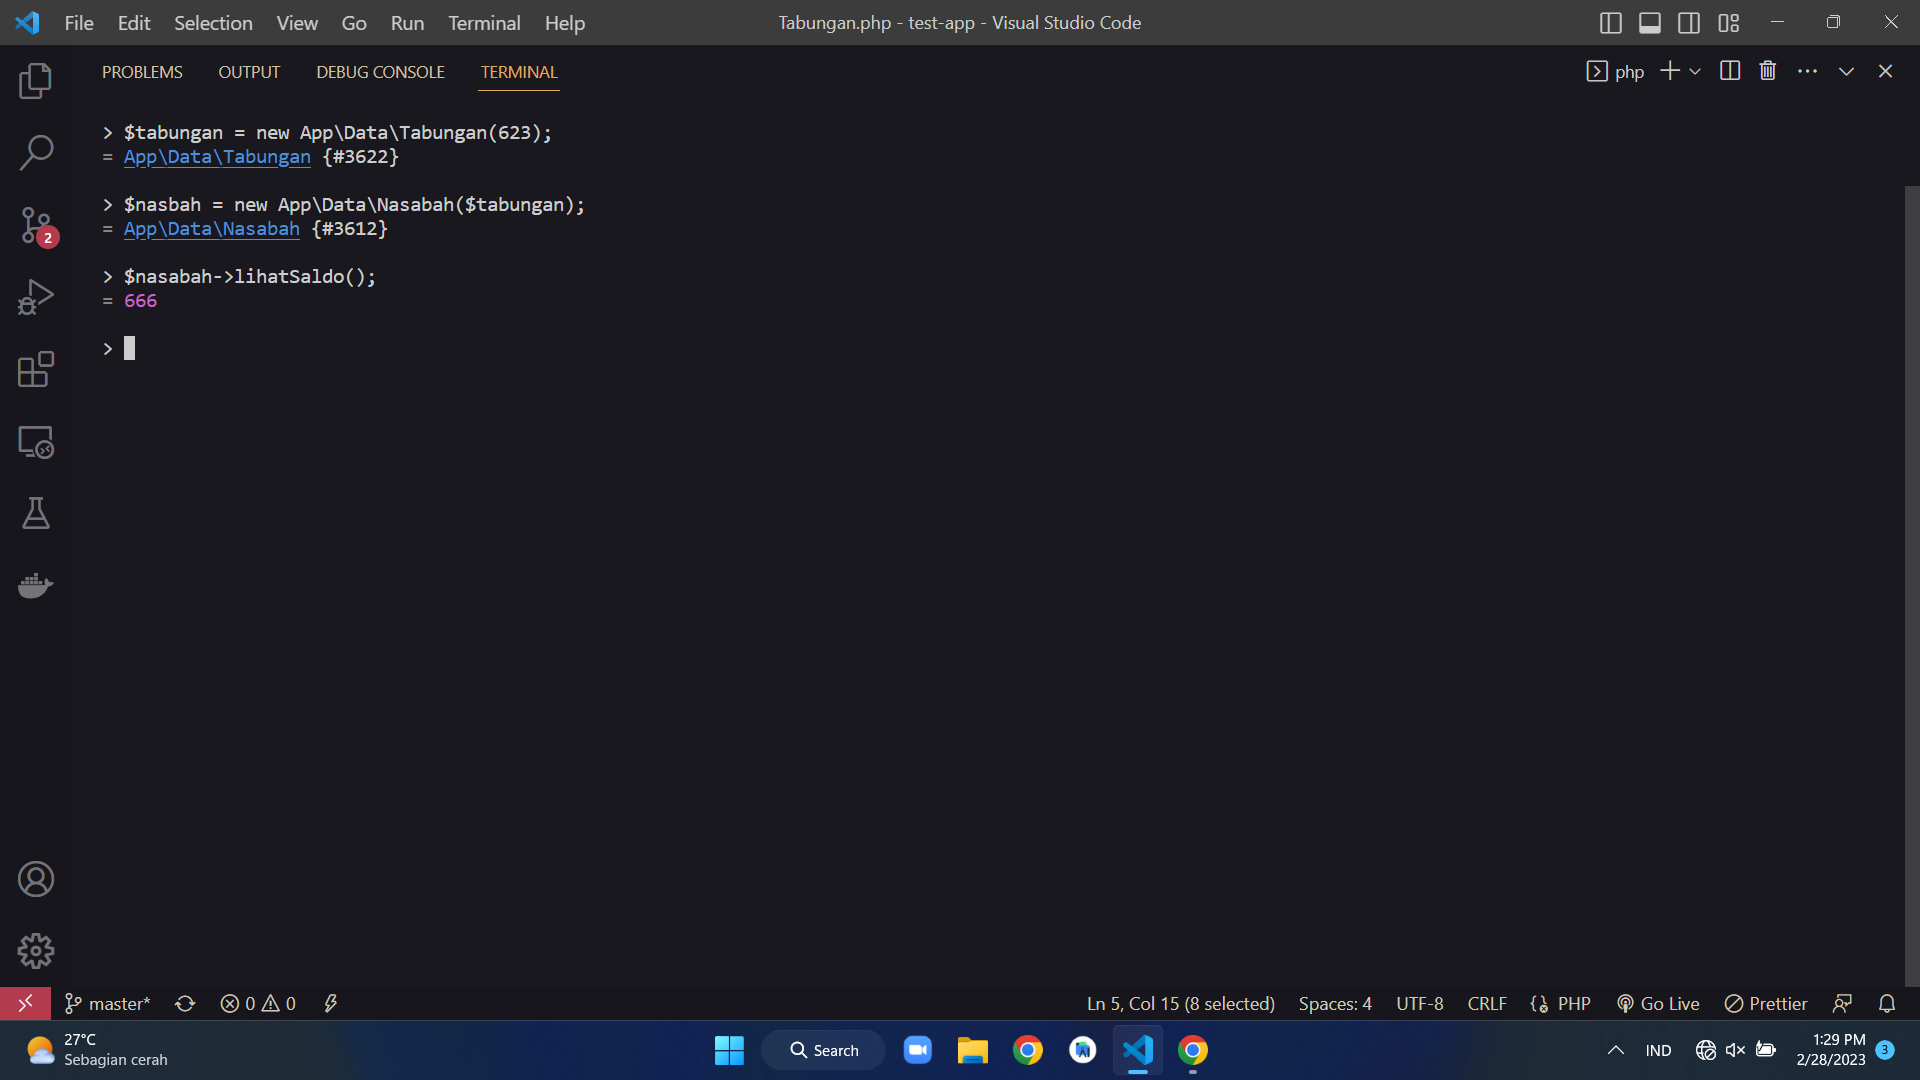 File Edit Selection View Go Run Terminal Help Tabungan.php - test-app - Visual Studio Code
PROBLEMS OUTPUT DEBUG CONSOLE TERMINAL php
> $tabungan = new App\Data\Tabungan(623);
= App\Data\Tabungan {#3622}
> $nasbah = new App\Data\Nasabah($tabungan);
= App\Data\Nasabah {#3612}
> $nasabah->lihatSaldo();
= 666
>
2
master* 0 0 Ln 5, Col 15 (8 selected) Spaces: 4 UTF-8 CRLF PHP Go Live Prettier
27°C
Sebagian cerah
Search
IND
1:29 PM
2/28/2023
3